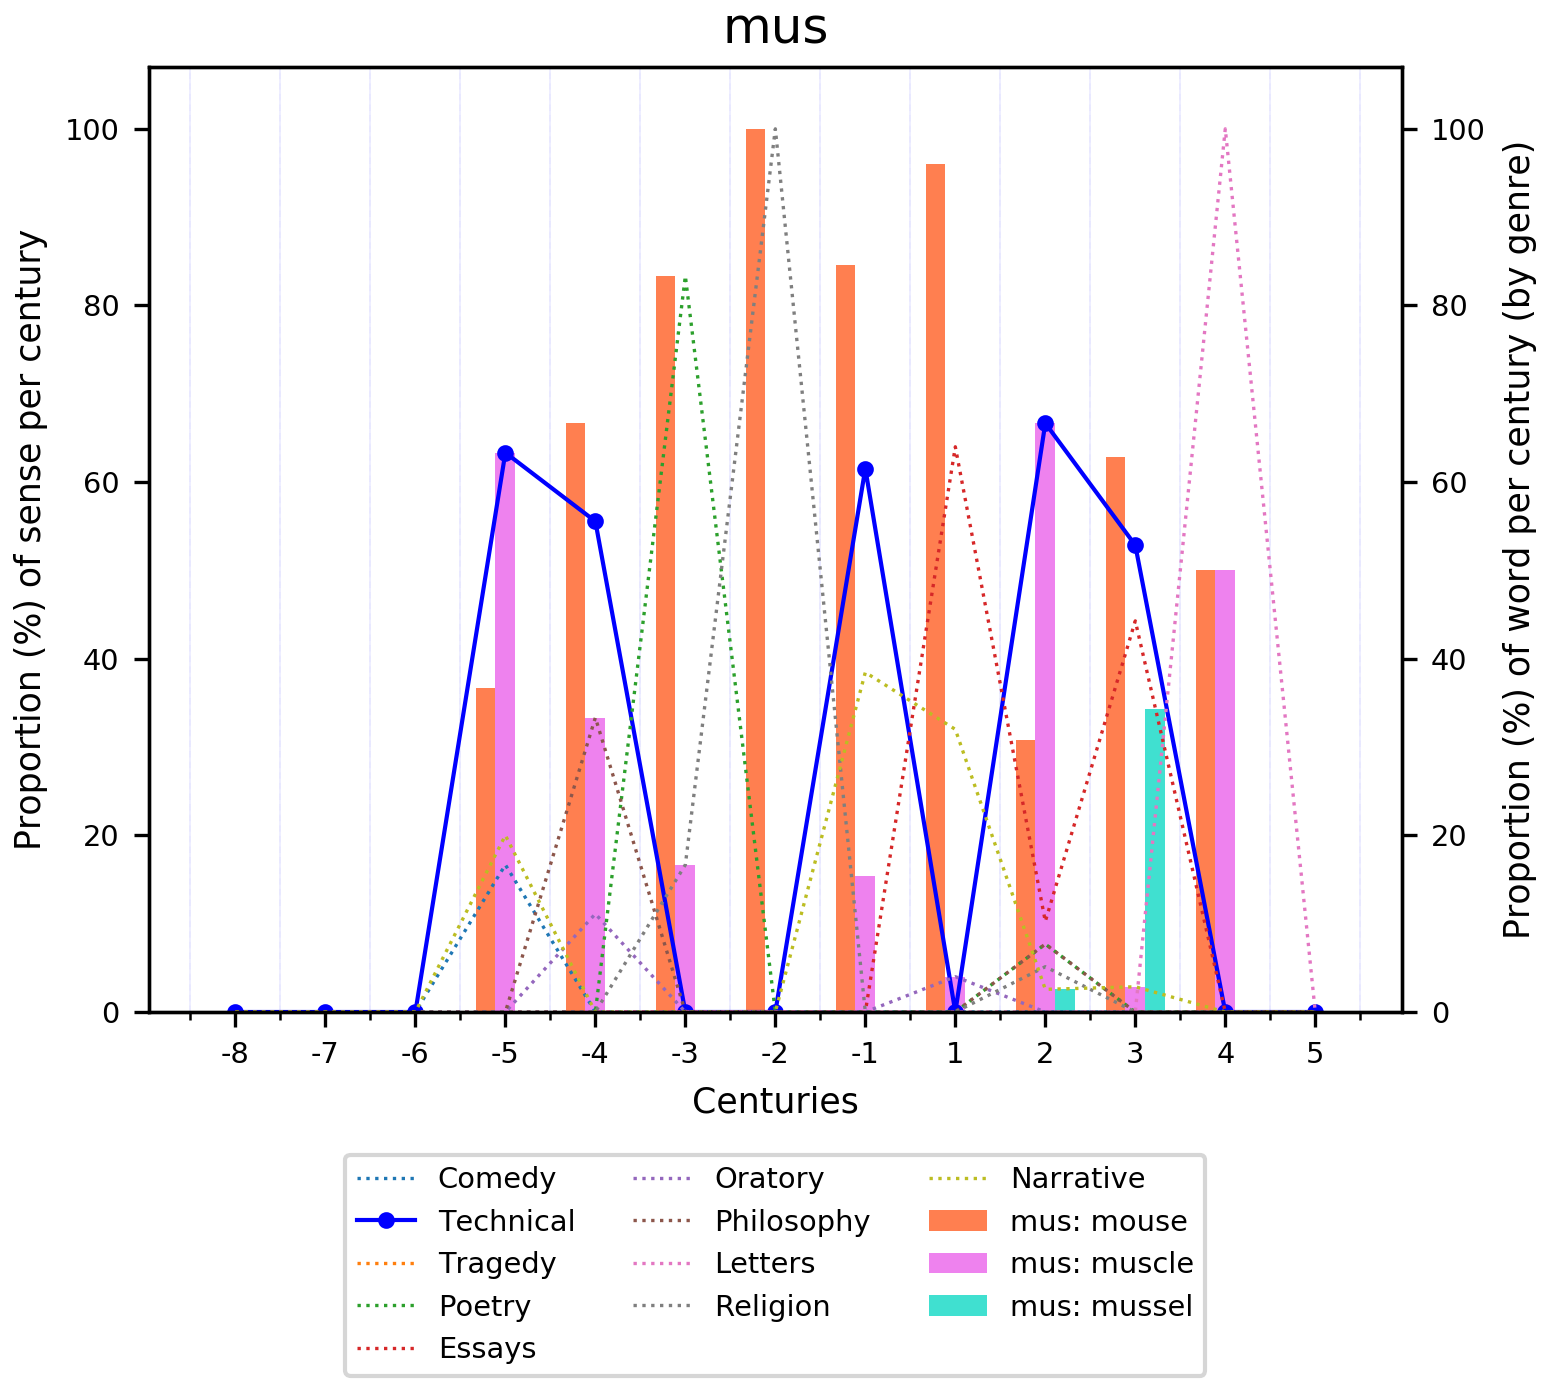 mus
100
80
60
40
20
0
Proportion (%) of sense per century
100
80
60
40
20
0
Proportion (%) of word per century (by genre)
-8 -7 -6 -5 -4 -3 -2 -1 1 2 3 4 5
Centuries
Comedy
Technical
Tragedy
Poetry
Essays
Oratory
Philosophy
Letters
Religion
Narrative
mus: mouse
mus: muscle
mus: mussel